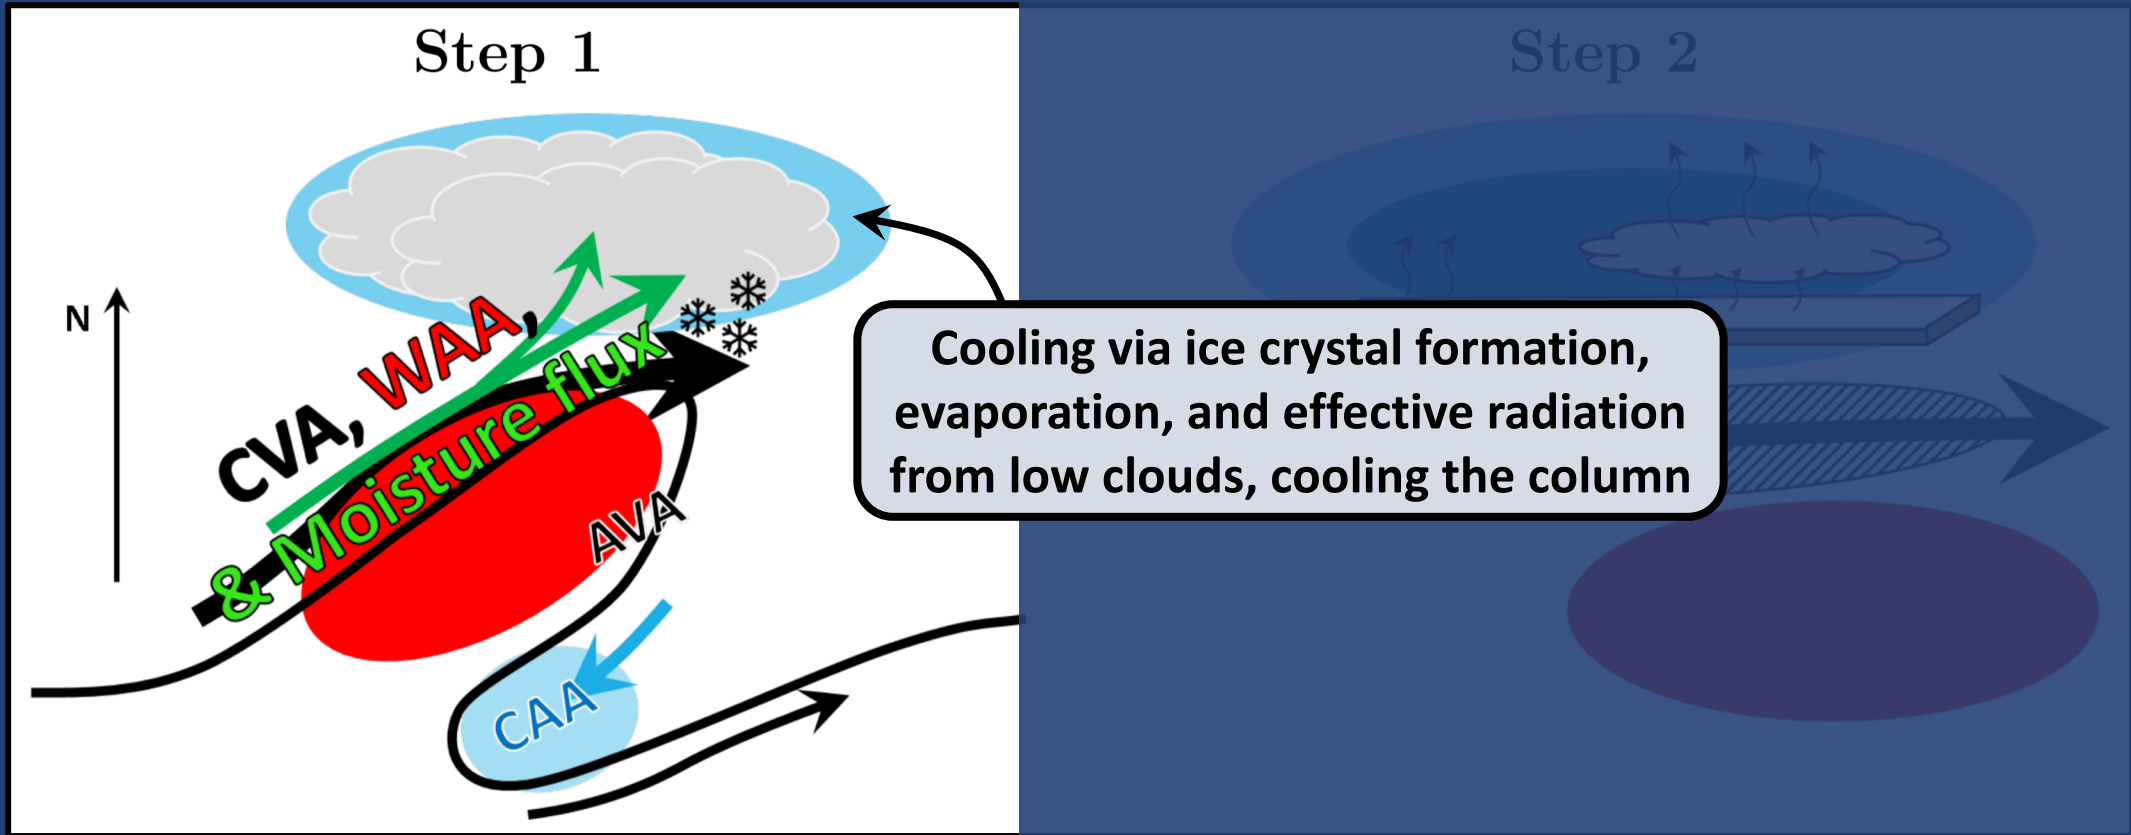 Step 1
Step 2
N
CVA, WAA,
& Moisture flux
AVA
CAA
Cooling via ice crystal formation,
evaporation, and effective radiation
from low clouds, cooling the column